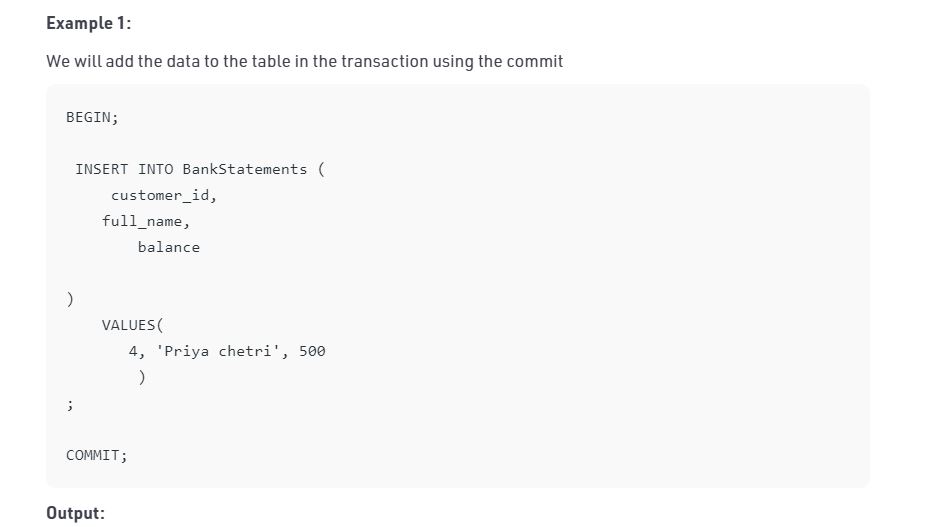 Example 1:
We will add the data to the table in the transaction using the commit
BEGIN;
INSERT INTO BankStatements (
customer_id,
full_name,
balance
)
VALUES(
4, 'Priya chetri', 500
)
;
COMMIT;
Output: